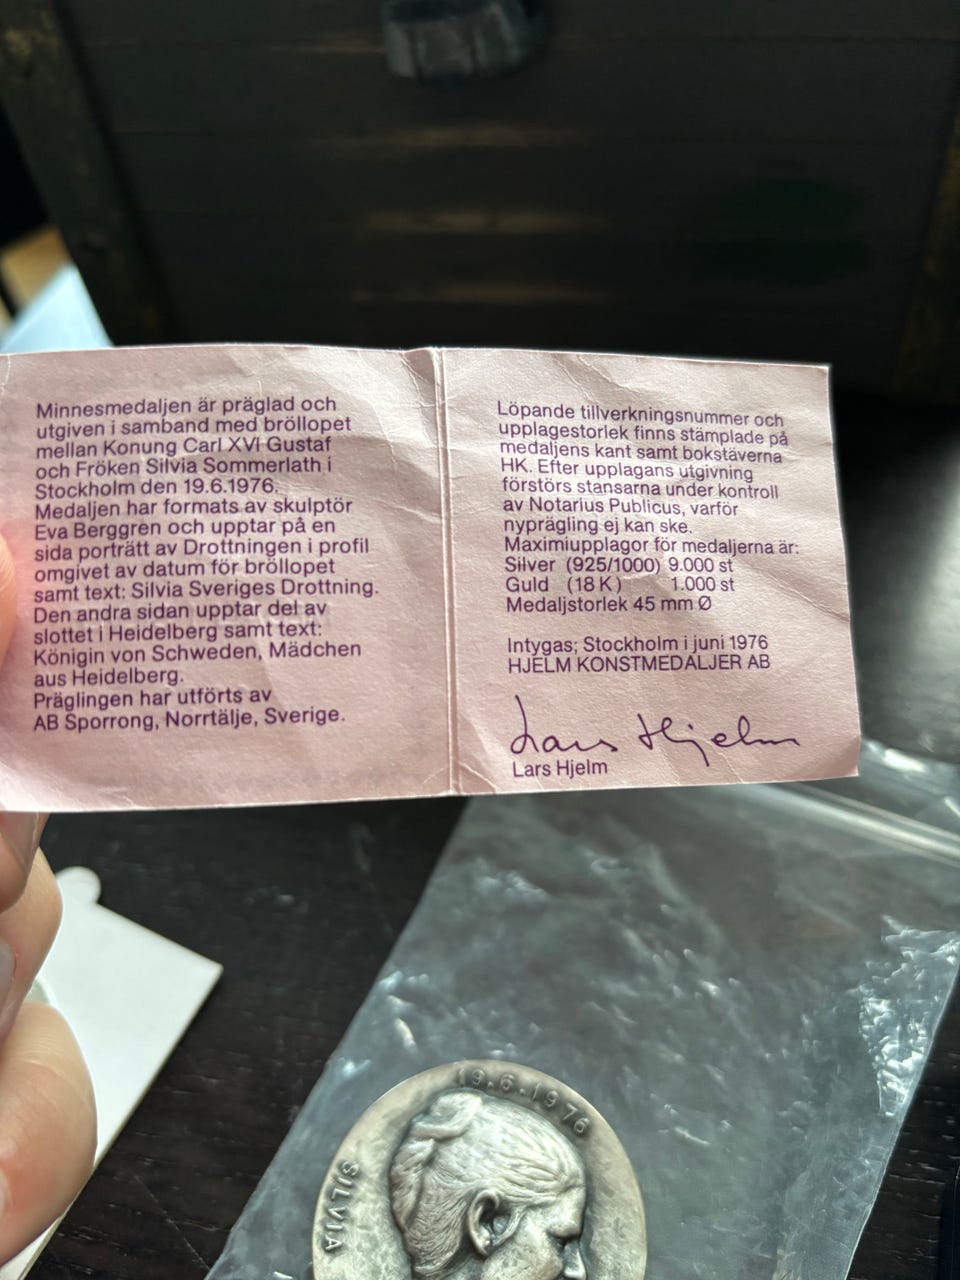 Minnesmedaljen är präglad och
utgiven i samband med bröllopet
mellan Konung Carl XVI Gustaf
och Fröken Silvia Sommerlath i
Stockholm den 19.6.1976.
Medaljen har formats av skulptör
Eva Berggren och upptar på en
sida porträtt av Drottningen i profil
omgivet av datum för bröllopet
samt text: Silvia Sveriges Drottning.
Den andra sidan upptar del av
slottet i Heidelberg samt text:
Königin von Schweden, Mädchen
aus Heidelberg.
Präglingen har utförts av
AB Sporrong, Norrtälje, Sverige.
Löpande tillverkningsnummer och
upplagestorlek finns stämplade på
medaljens kant samt bokstäverna
HK. Efter upplagans utgivning
förstörs stansarna under kontroll
av Notarius Publicus, varför
nyprägling ej kan ske.
Maximiupplagor för medaljerna är:
Silver (925/1000) 9.000 st
Guld (18 K) 1.000 st
Medaljstorlek 45 mm Ø
Intygas; Stockholm i juni 1976
HJELM KONSTMEDALJER AB
Lars Hjelm
Lars Hjelm
19.6.1976
SILVIA